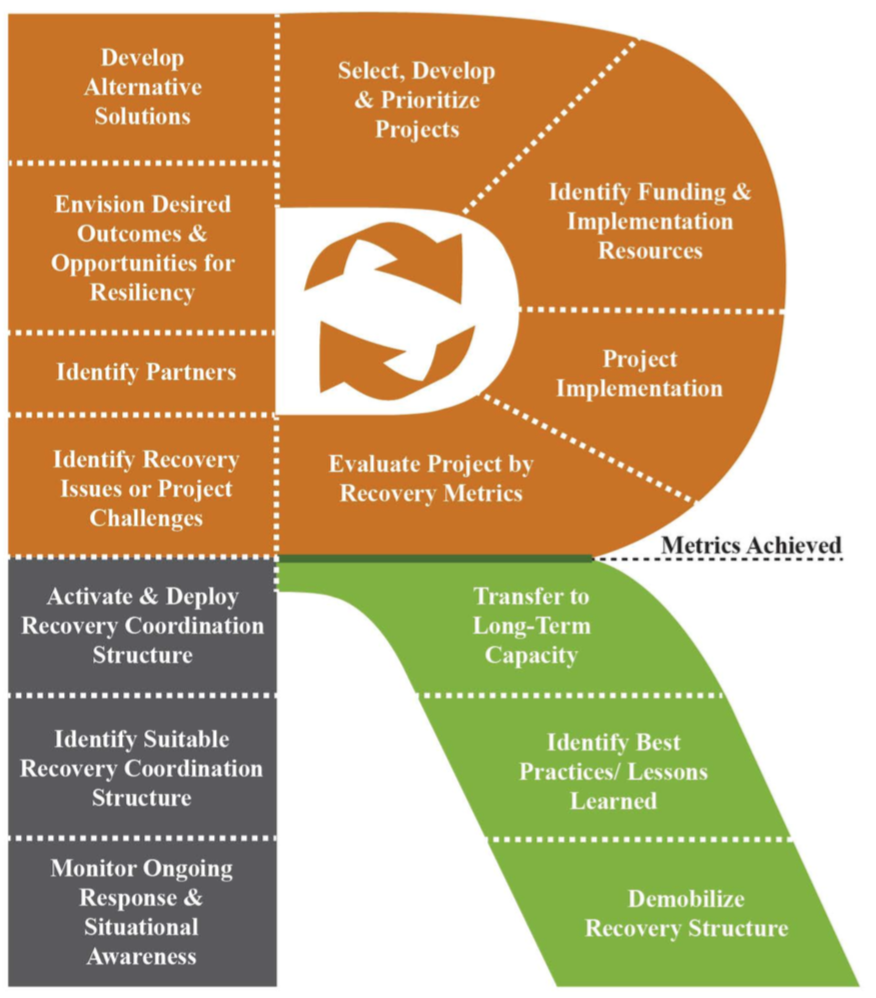 Develop
Alternative
Solutions
Select, Develop
& Prioritize
Projects
Identify Funding &
Implementation
Resources
Envision Desired
Outcomes &
Opportunities for
Resiliency
Project
Implementation
Identify Partners
Identify Recovery
Issues or Project
Challenges
Evaluate Project by
Recovery Metrics
Metrics Achieved
Activate & Deploy
Recovery Coordination
Structure
Transfer to
Long-Term
Capacity
Identify Suitable
Recovery Coordination
Structure
Identify Best
Practices/ Lessons
Learned
Monitor Ongoing
Response &
Situational
Awareness
Demobilize
Recovery Structure